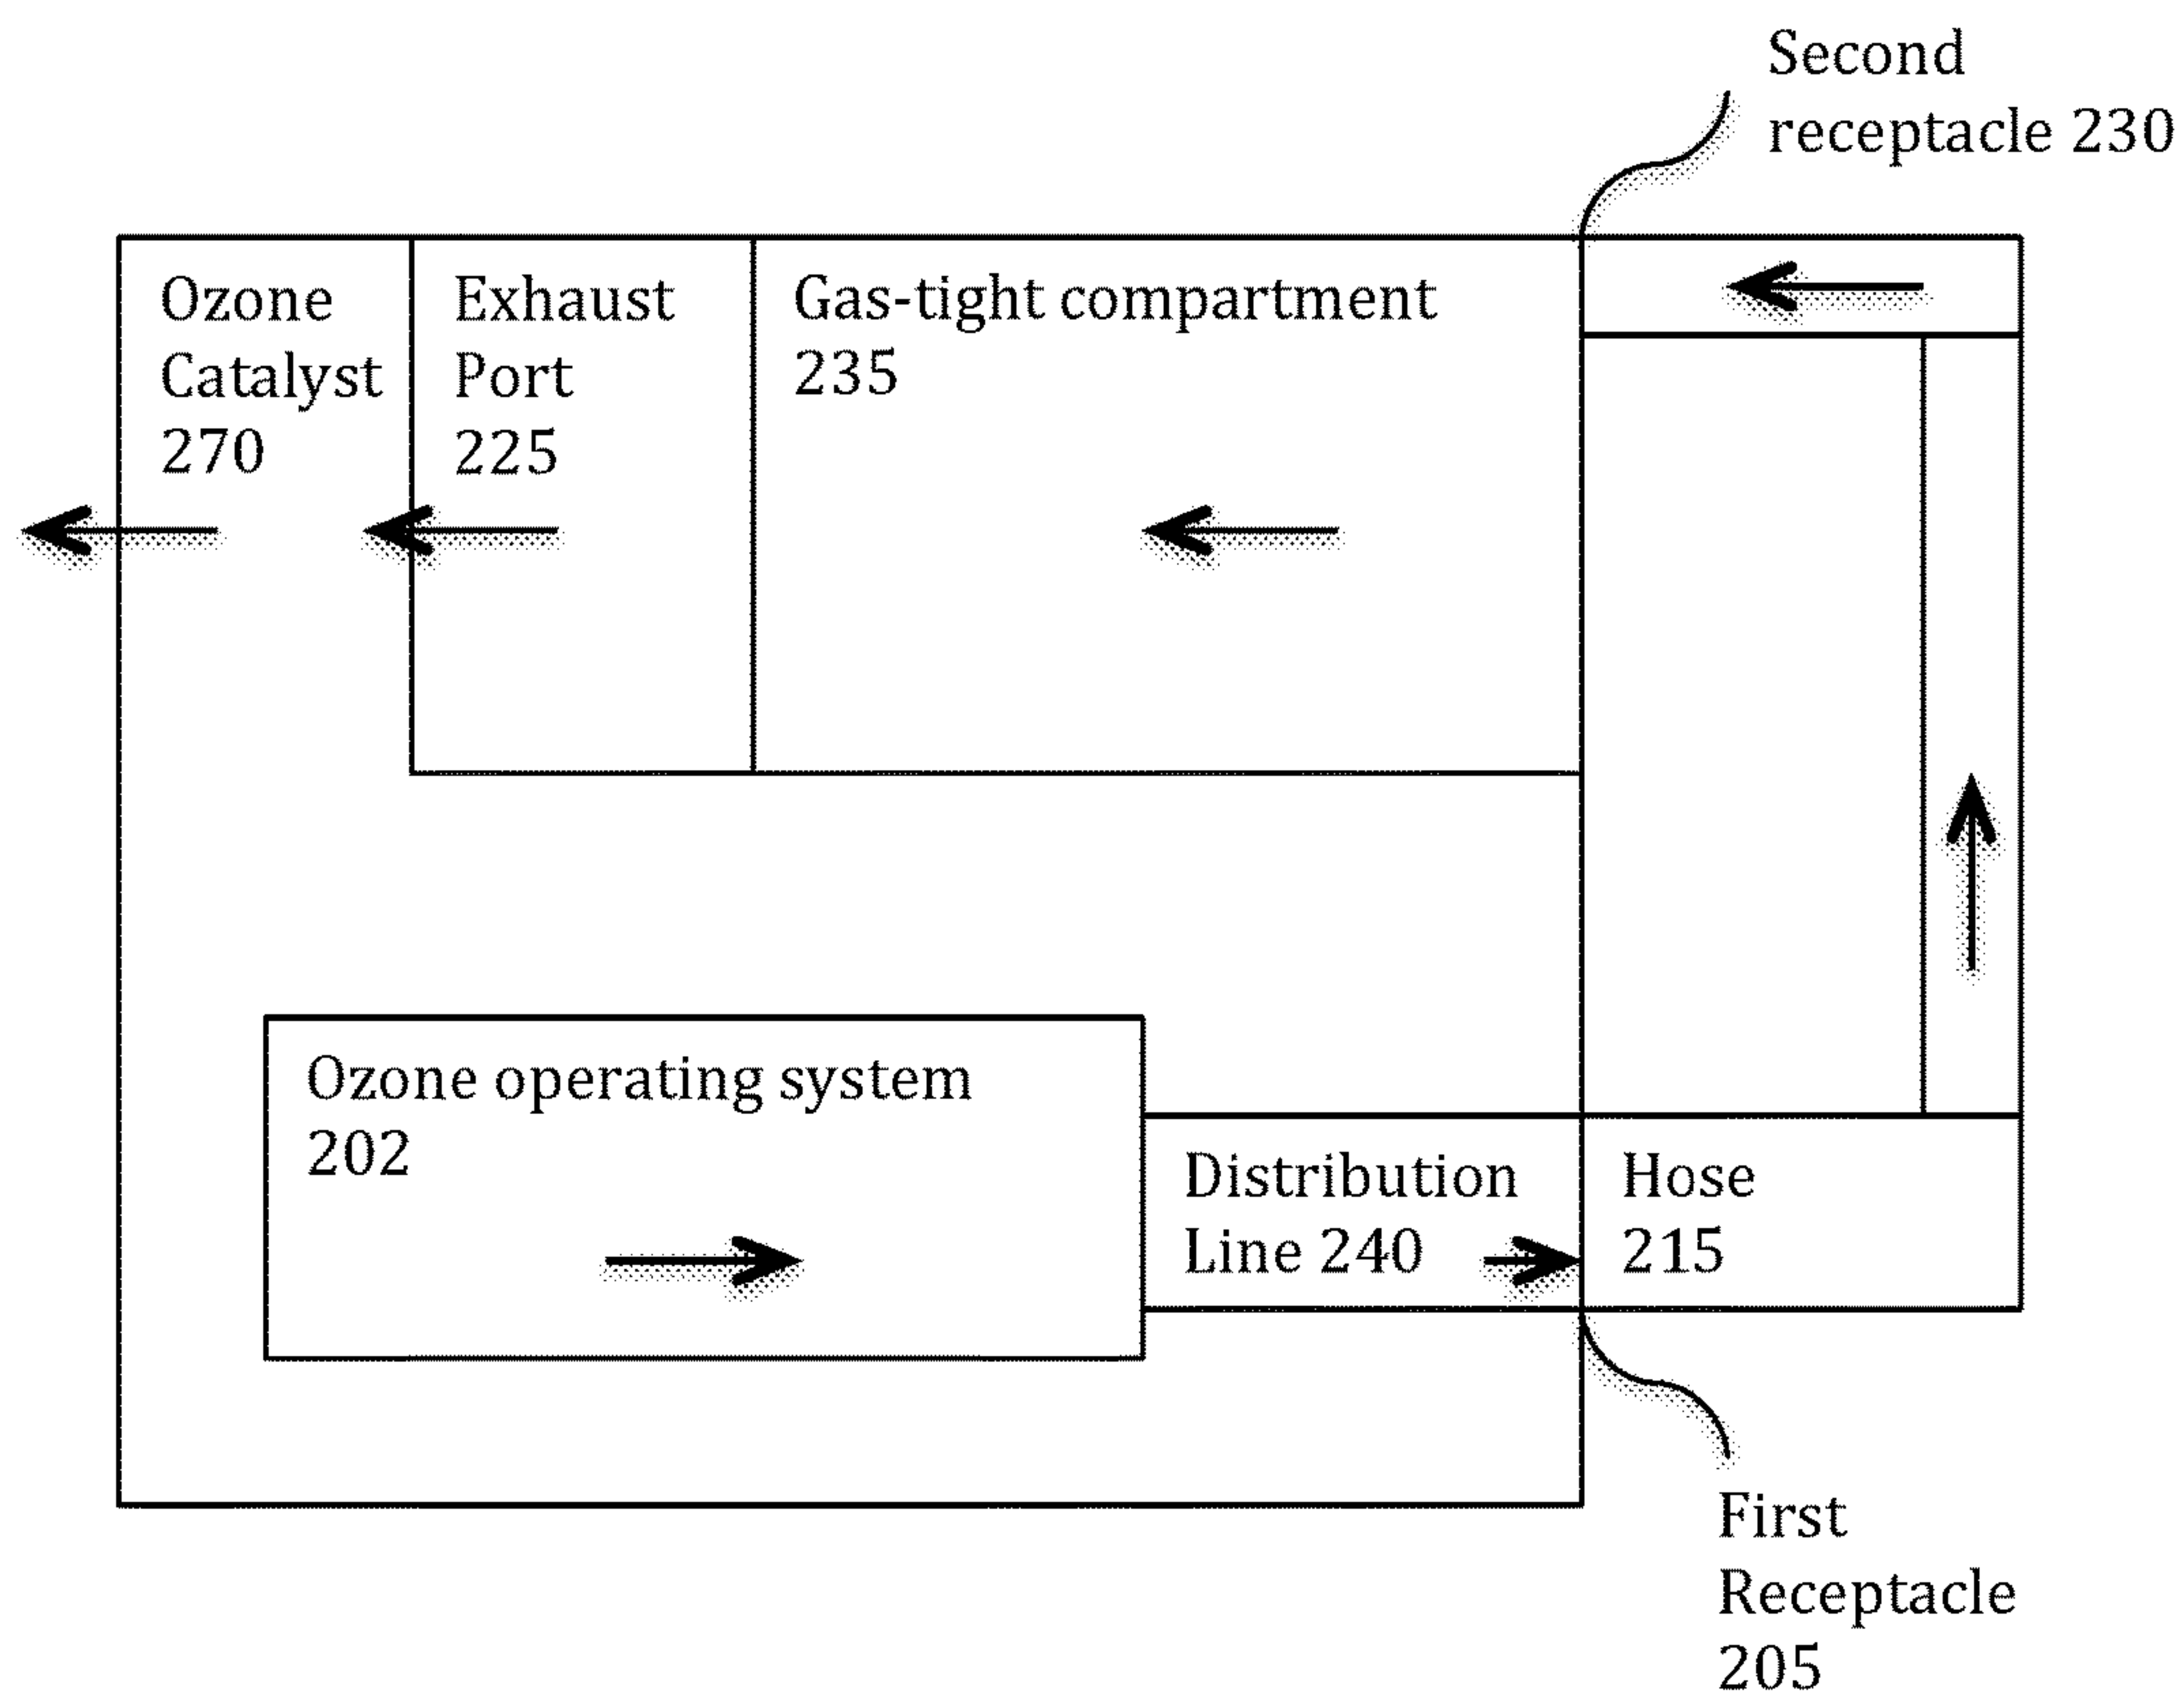 Second
receptacle 230
Ozone
Catalyst
270
Exhaust
Port
225
Gas-tight compartment
235
Ozone operating system
202
Distribution
Line 240
Hose
215
First
Receptacle
205